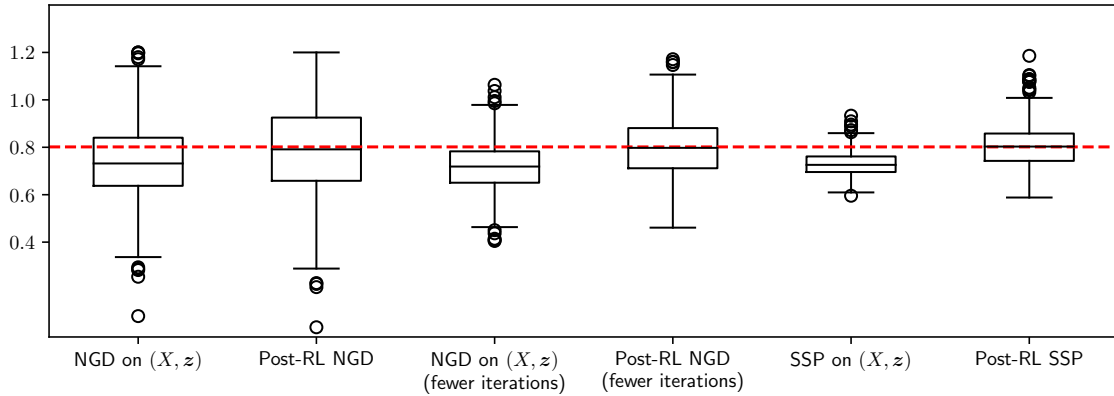 1.2
1.0
0.8
0.6
0.4
NGD on (X, z)
Post-RL NGD
NGD on (X, z)
(fewer iterations)
Post-RL NGD
(fewer iterations)
SSP on (X, z)
Post-RL SSP